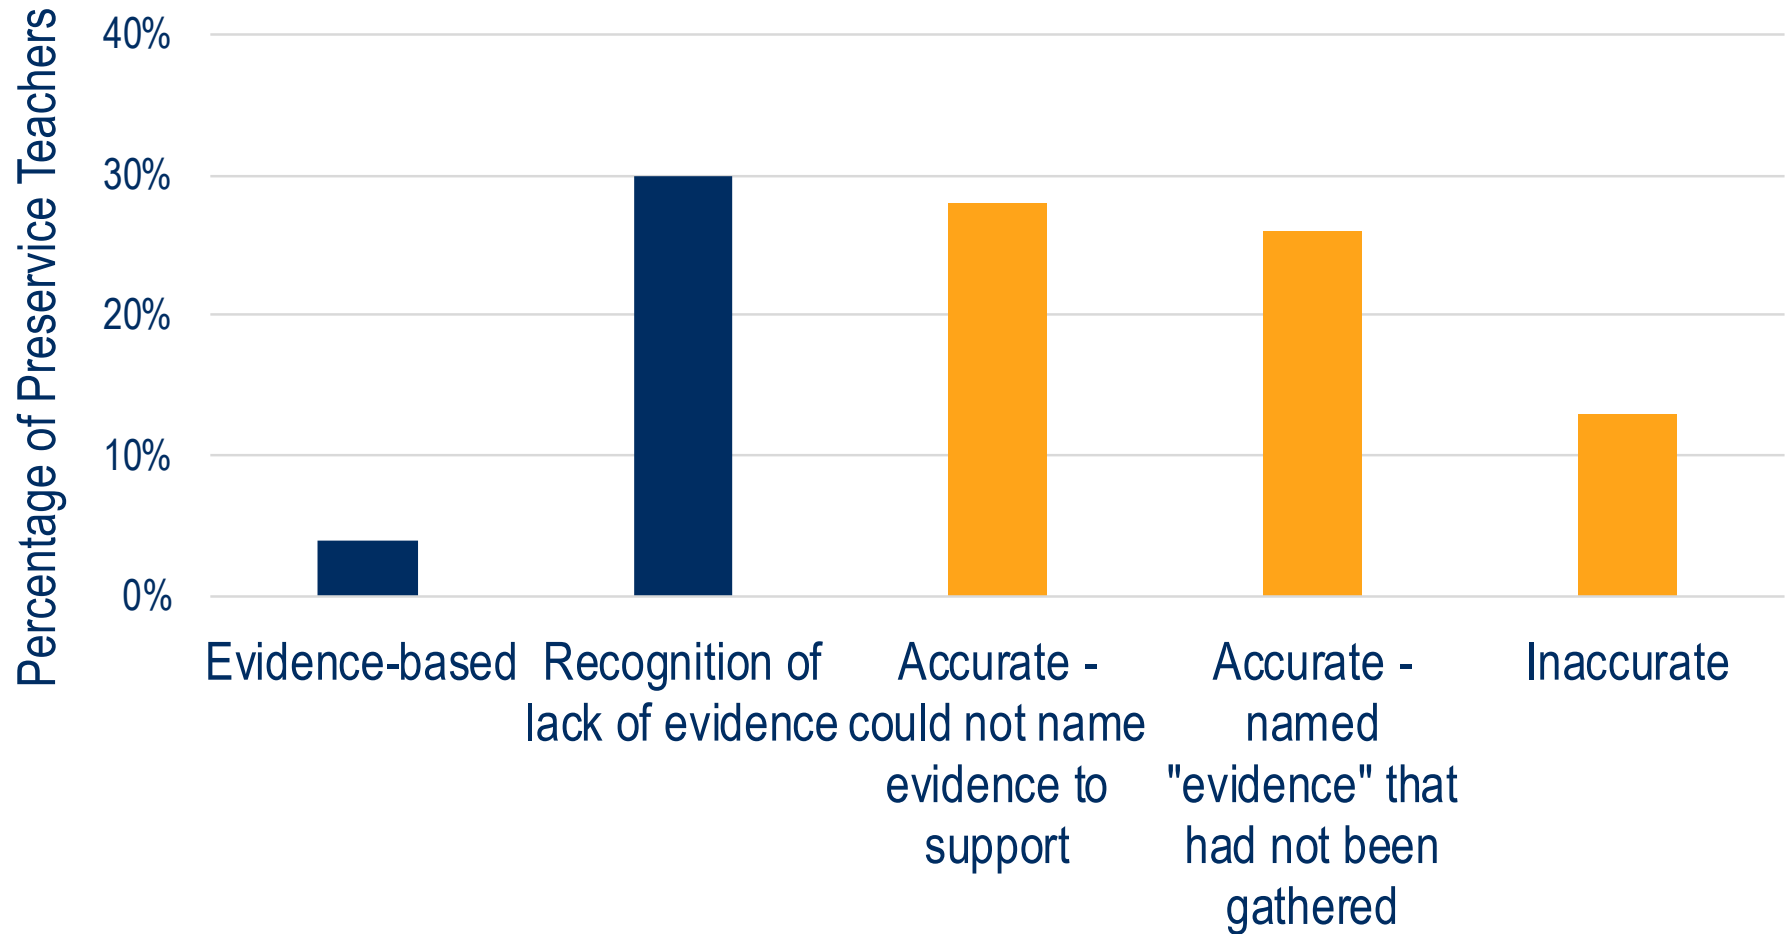 Percentage of Preservice Teachers
40%
30%
20%
10%
0%
Evidence-based
Recognition of
lack of evidence
Accurate -
could not name
evidence to
support
Accurate -
named
"evidence" that
had not been
gathered
Inaccurate